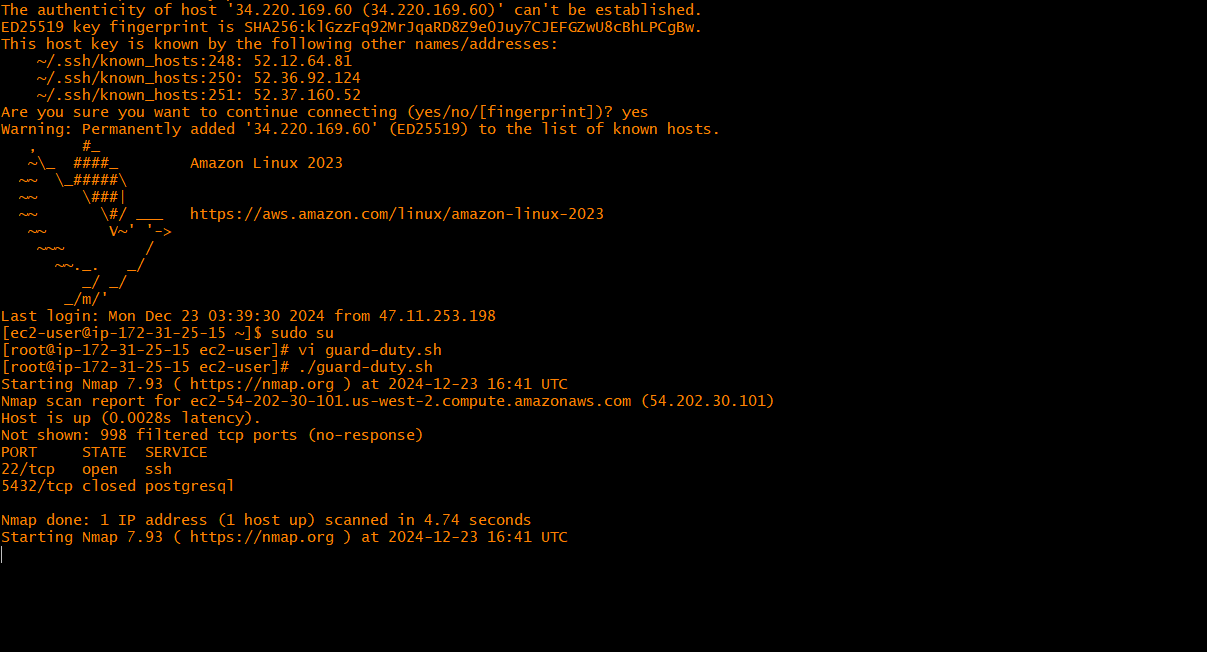 The authenticity of host '34.220.169.60 (34.220.169.60)' can't be established.
ED25519 key fingerprint is SHA256:klGzzFq92MrJqaRD8Z9eOJuy7CJEFGZwU8cBhLPCgBw.
This host key is known by the following other names/addresses:
    ~/.ssh/known_hosts:248: 52.12.64.81
    ~/.ssh/known_hosts:250: 52.36.92.124
    ~/.ssh/known_hosts:251: 52.37.160.52
Are you sure you want to continue connecting (yes/no/[fingerprint])? yes
Warning: Permanently added '34.220.169.60' (ED25519) to the list of known hosts.
   ,     #_
   ~\_  ####_        Amazon Linux 2023
  ~~  \_#####\
  ~~     \###|
  ~~       \#/ ___   https://aws.amazon.com/linux/amazon-linux-2023
   ~~       V~' '->
    ~~~         /
      ~~._.   _/
         _/ _/
       _/m/'
Last login: Mon Dec 23 03:39:30 2024 from 47.11.253.198
[ec2-user@ip-172-31-25-15 ~]$ sudo su
[root@ip-172-31-25-15 ec2-user]# vi guard-duty.sh
[root@ip-172-31-25-15 ec2-user]# ./guard-duty.sh
Starting Nmap 7.93 ( https://nmap.org ) at 2024-12-23 16:41 UTC
Nmap scan report for ec2-54-202-30-101.us-west-2.compute.amazonaws.com (54.202.30.101)
Host is up (0.0028s latency).
Not shown: 998 filtered tcp ports (no-response)
PORT     STATE  SERVICE
22/tcp   open   ssh
5432/tcp closed postgresql

Nmap done: 1 IP address (1 host up) scanned in 4.74 seconds
Starting Nmap 7.93 ( https://nmap.org ) at 2024-12-23 16:41 UTC